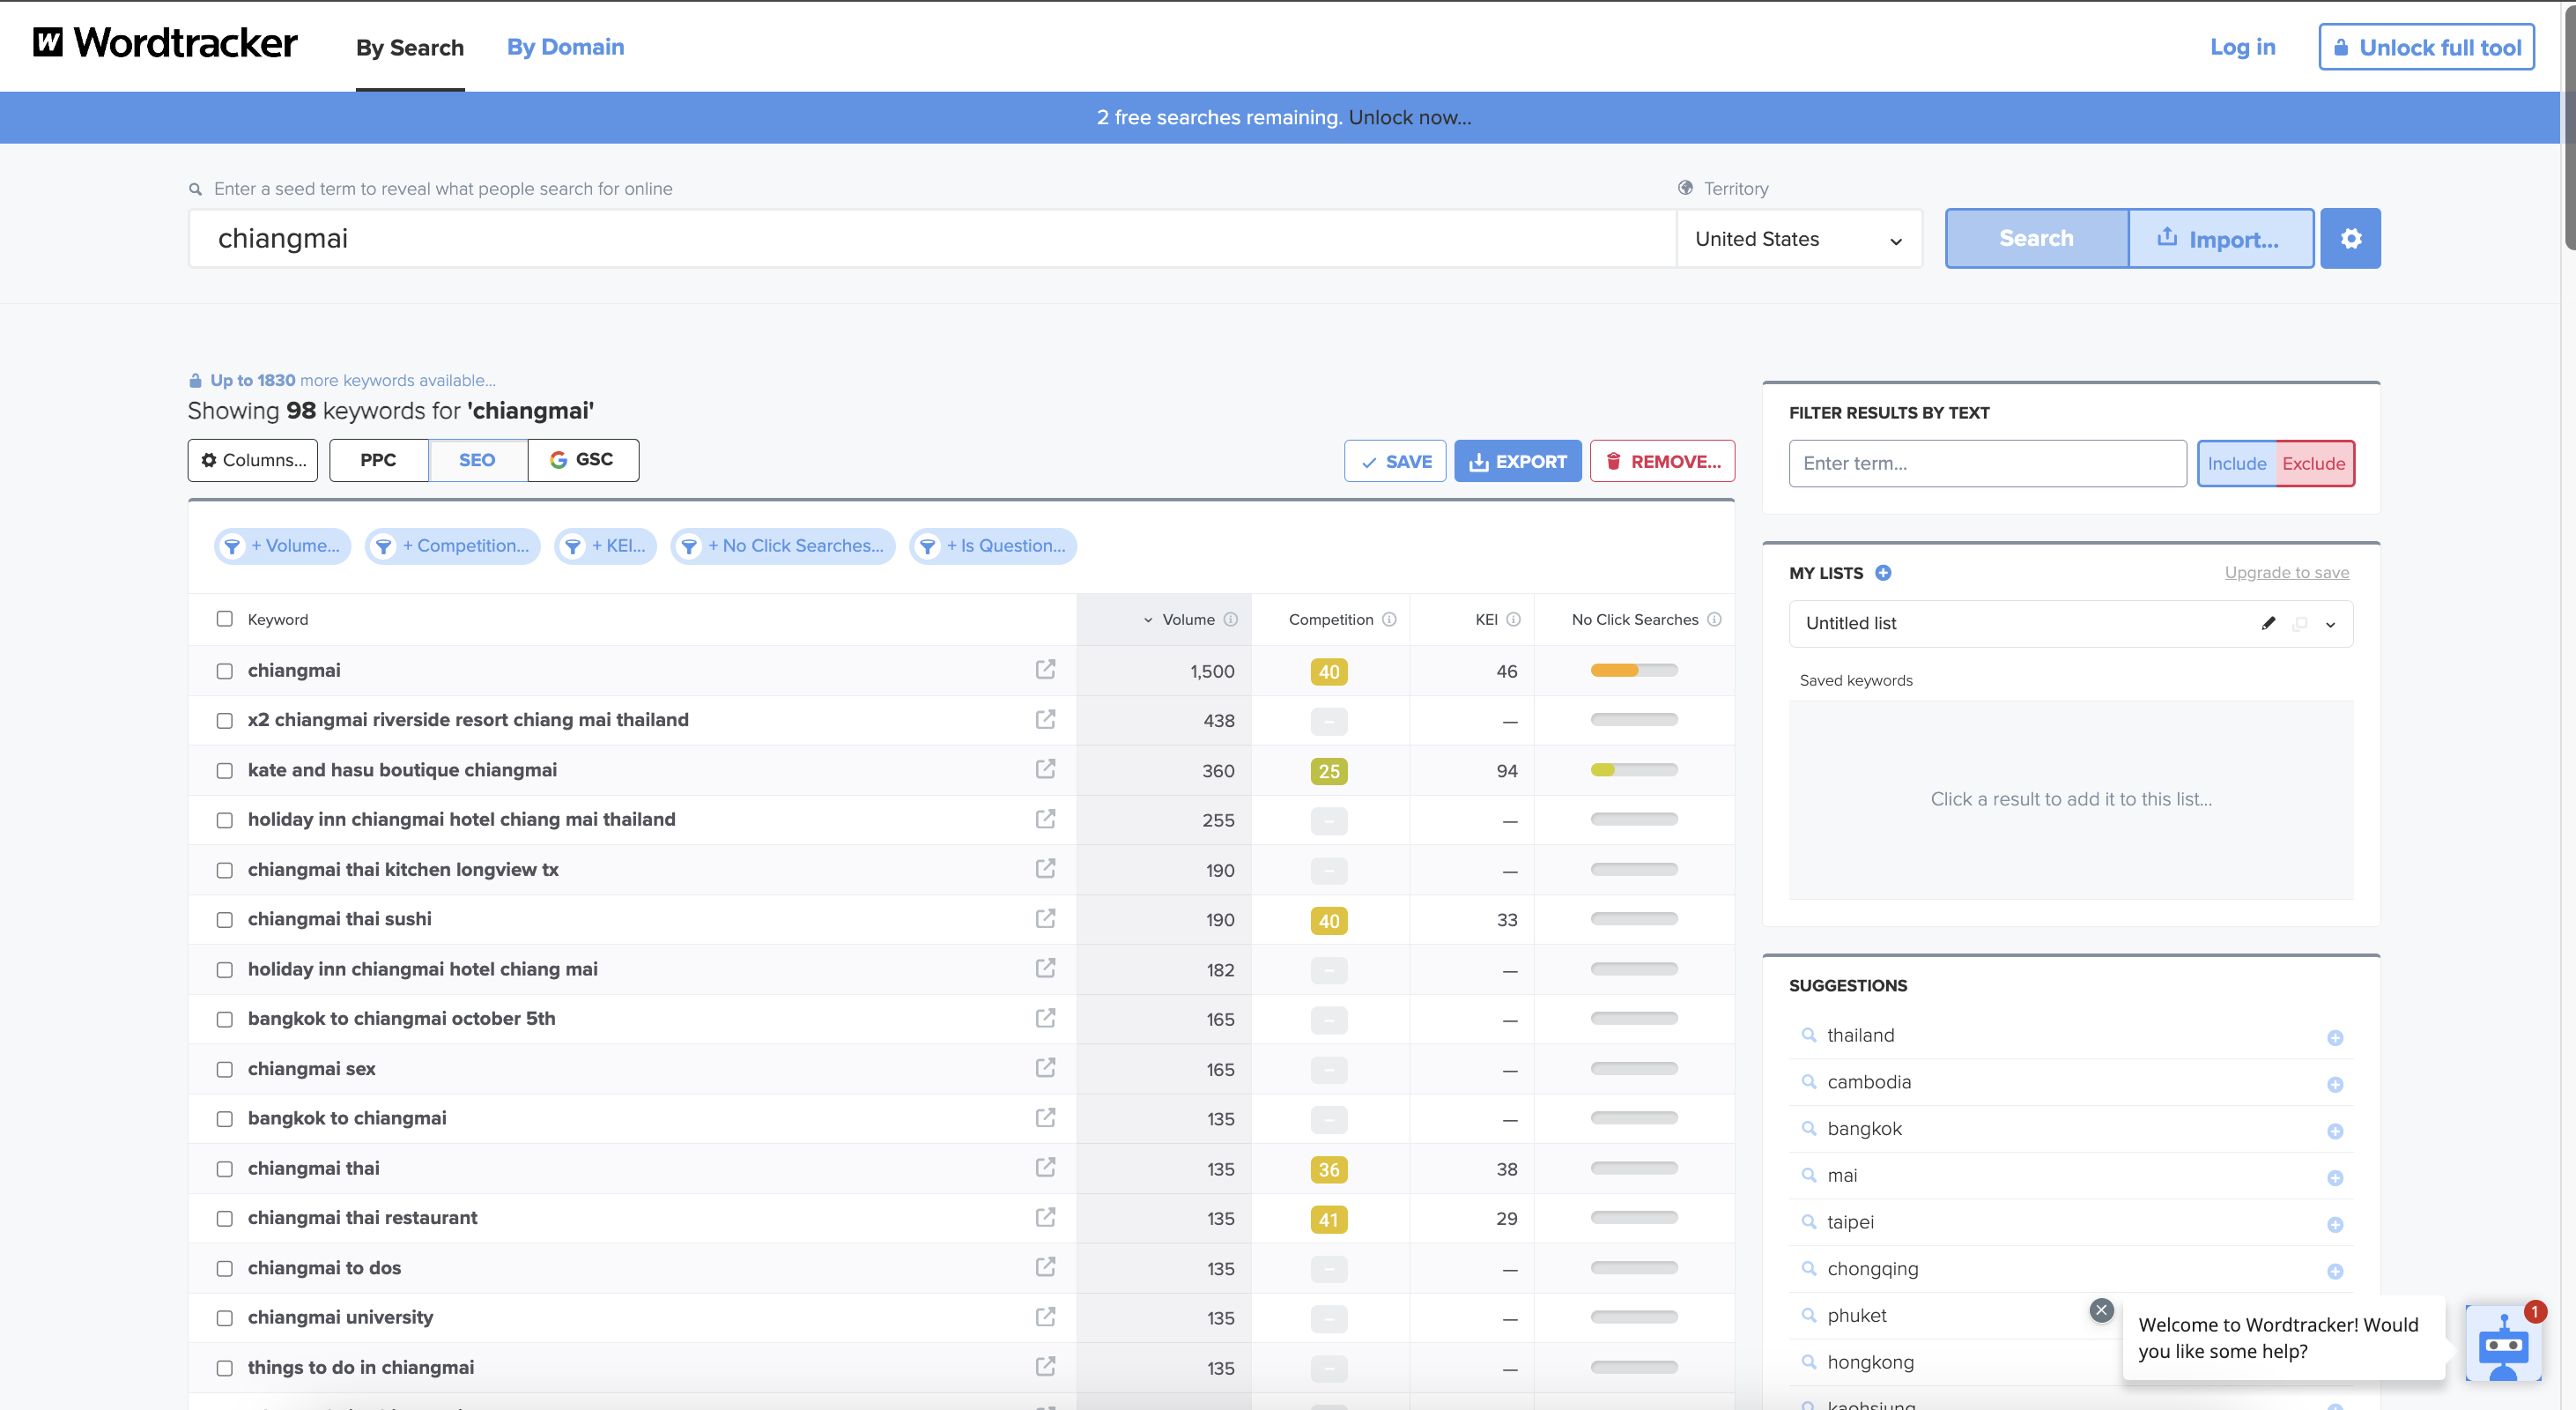 W Wordtracker
By Search
By Domain
Log in
Unlock full tool
2 free searches remaining. Unlock now...
Enter a seed term to reveal what people search for online
Territory
chiangmai
United States
Search
Import...
Up to 1830 more keywords available...
Showing 98 keywords for 'chiangmai'
Columns...
PPC
SEO
GSC
SAVE
EXPORT
REMOVE...
+ Volume...
+ Competition...
+ KEI...
+ No Click Searches...
+ Is Question...
Keyword Volume Competition KEI No Click Searches
chiangmai 1,500 40 46
x2 chiangmai riverside resort chiang mai thailand 438 – —
kate and hasu boutique chiangmai 360 25 94
holiday inn chiangmai hotel chiang mai thailand 255 – —
chiangmai thai kitchen longview tx 190 – —
chiangmai thai sushi 190 40 33
holiday inn chiangmai hotel chiang mai 182 – —
bangkok to chiangmai october 5th 165 – —
chiangmai sex 165 – —
bangkok to chiangmai 135 – —
chiangmai thai 135 36 38
chiangmai thai restaurant 135 41 29
chiangmai to dos 135 – —
chiangmai university 135 – —
things to do in chiangmai 135 – —
FILTER RESULTS BY TEXT
Enter term...
Include
Exclude
MY LISTS
Upgrade to save
Untitled list
Saved keywords
Click a result to add it to this list...
SUGGESTIONS
thailand
cambodia
bangkok
mai
taipei
chongqing
phuket
hongkong
kaohsiung
Welcome to Wordtracker! Would
you like some help?
1